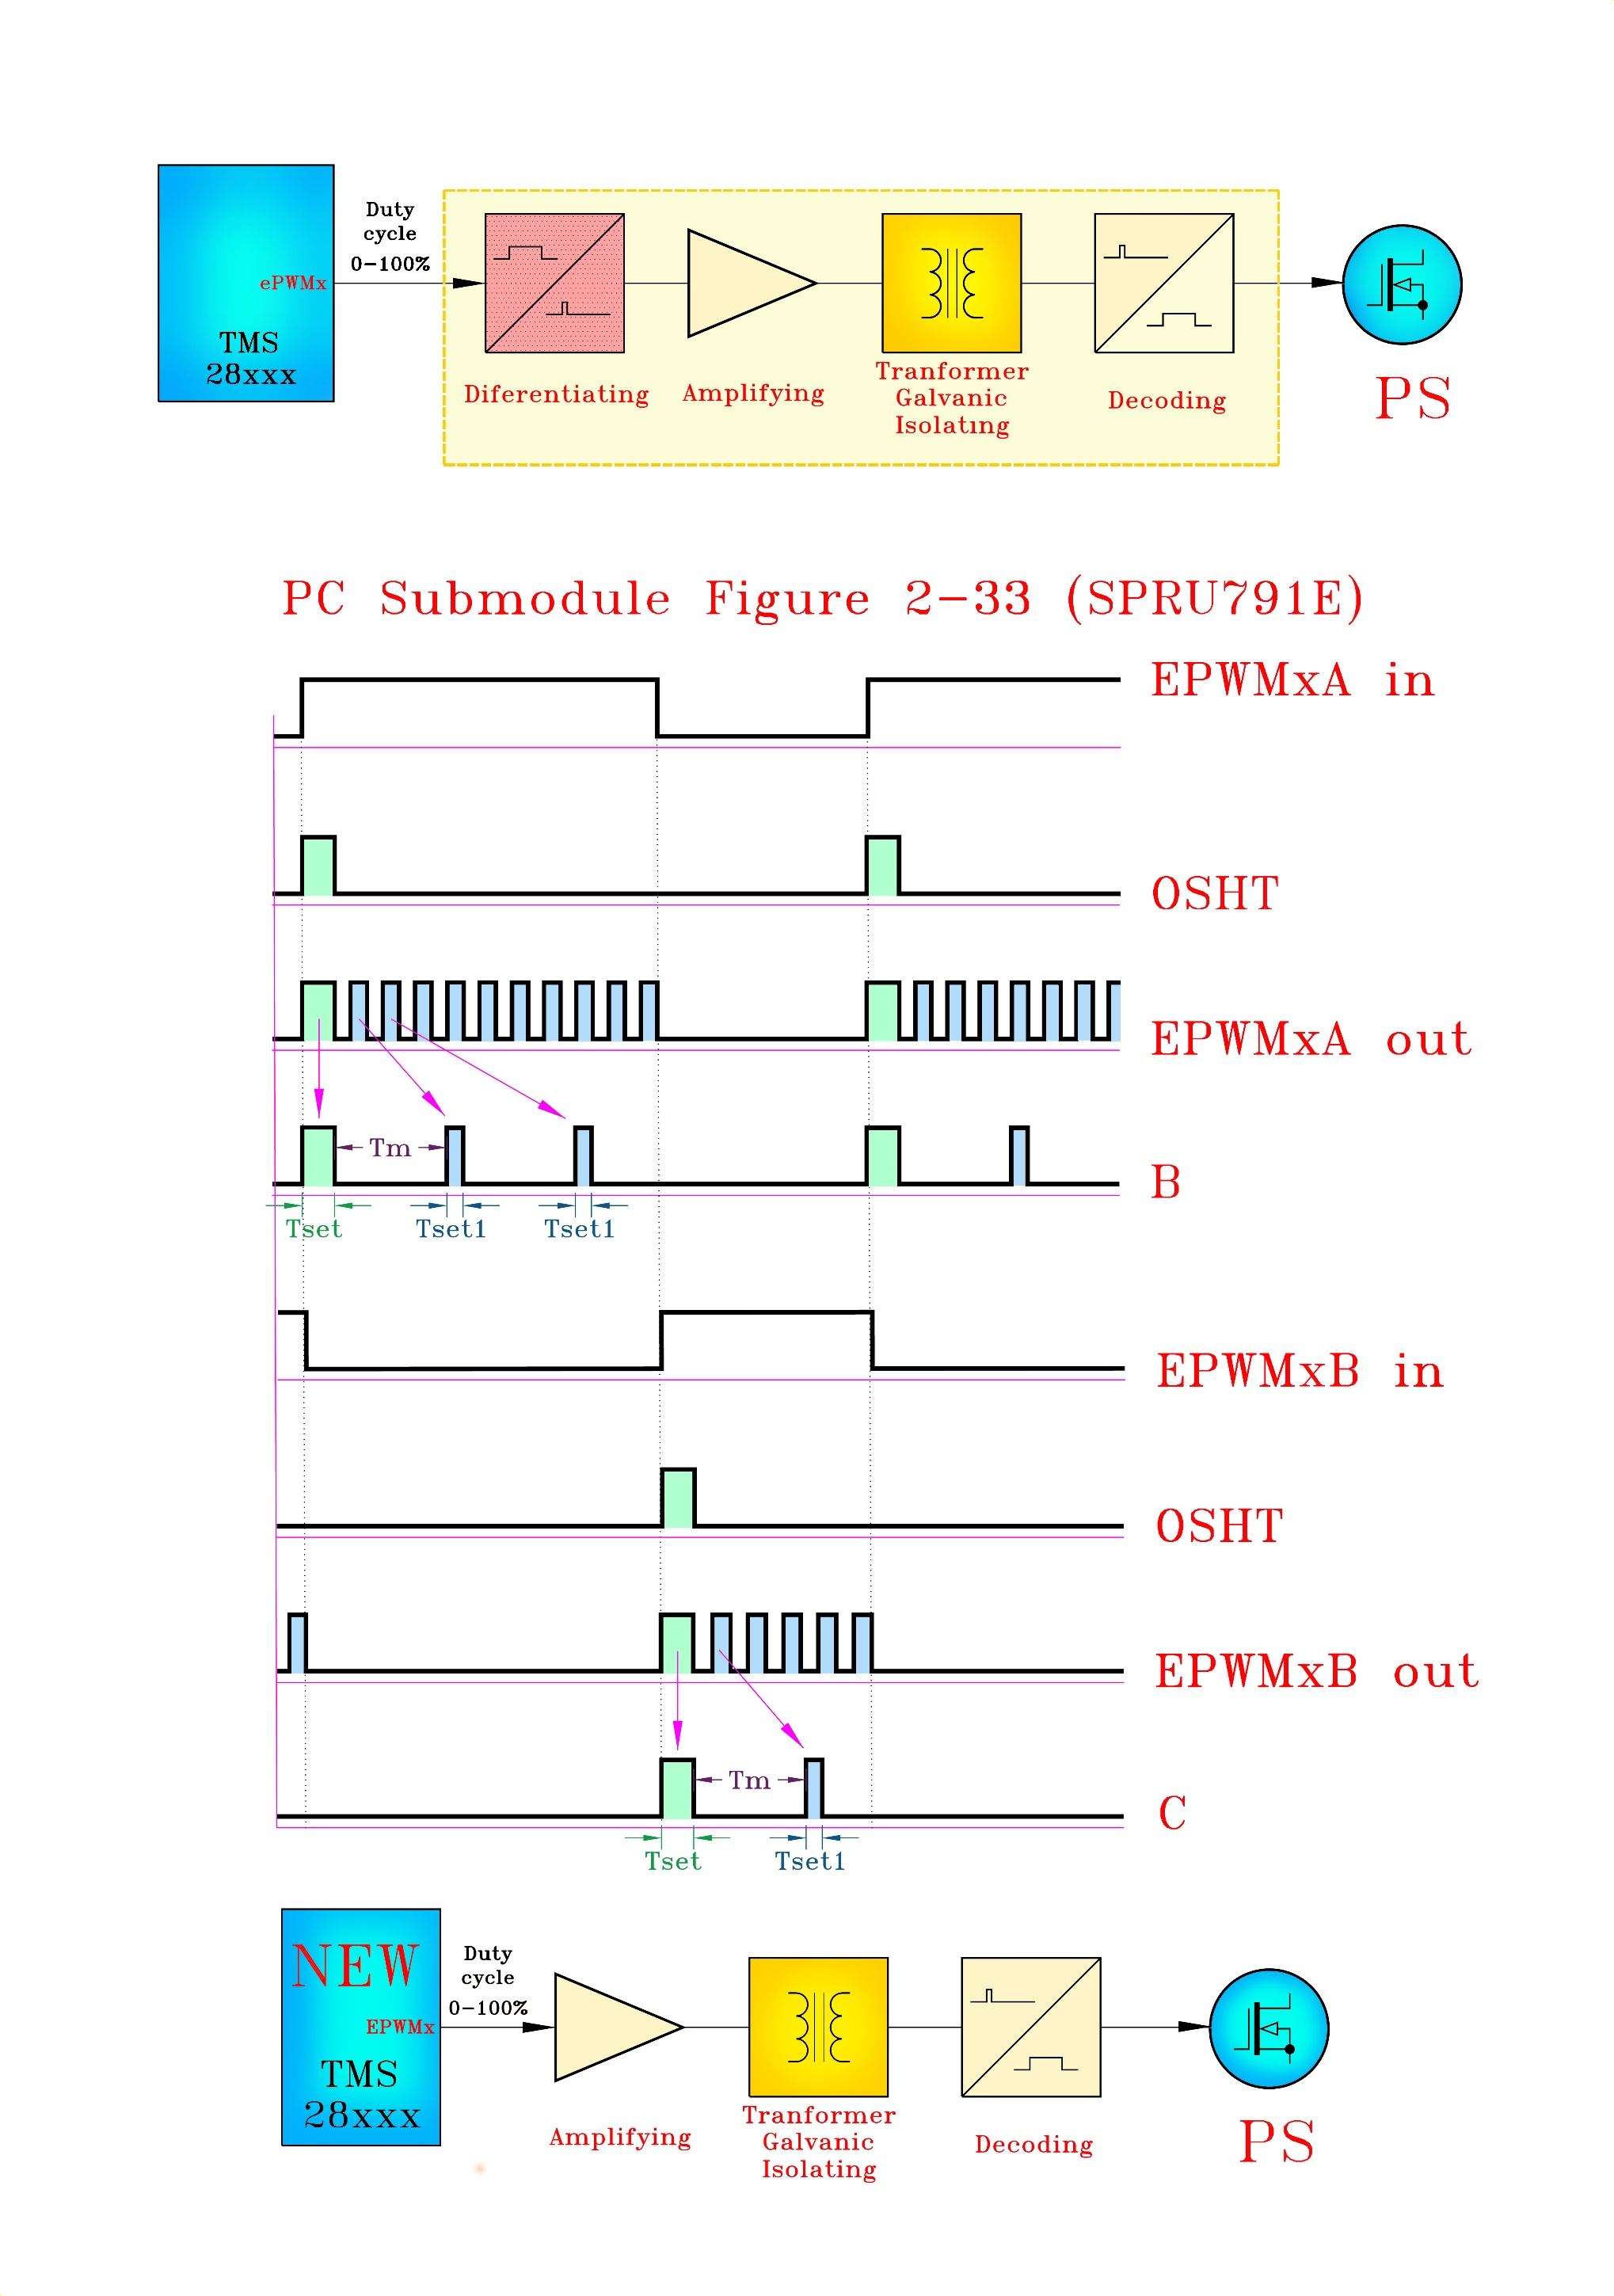 Duty
cycle
0-100%
ePWMx
TMS
28xxx
Diferentiating
Amplifying
Tranformer
Galvanic
Isolatıng
Decoding
PS
PC Submodule Figure 2-33 (SPRU791E)
EPWMxA in
OSHT
EPWMxA out
Tm
B
Tset
Tset1
Tset1
EPWMxB in
OSHT
EPWMxB out
Tm
C
Tset
Tset1
NEW
Duty
cycle
0-100%
EPWMx
TMS
28xxx
Amplifying
Tranformer
Galvanic
Isolating
Decoding
PS